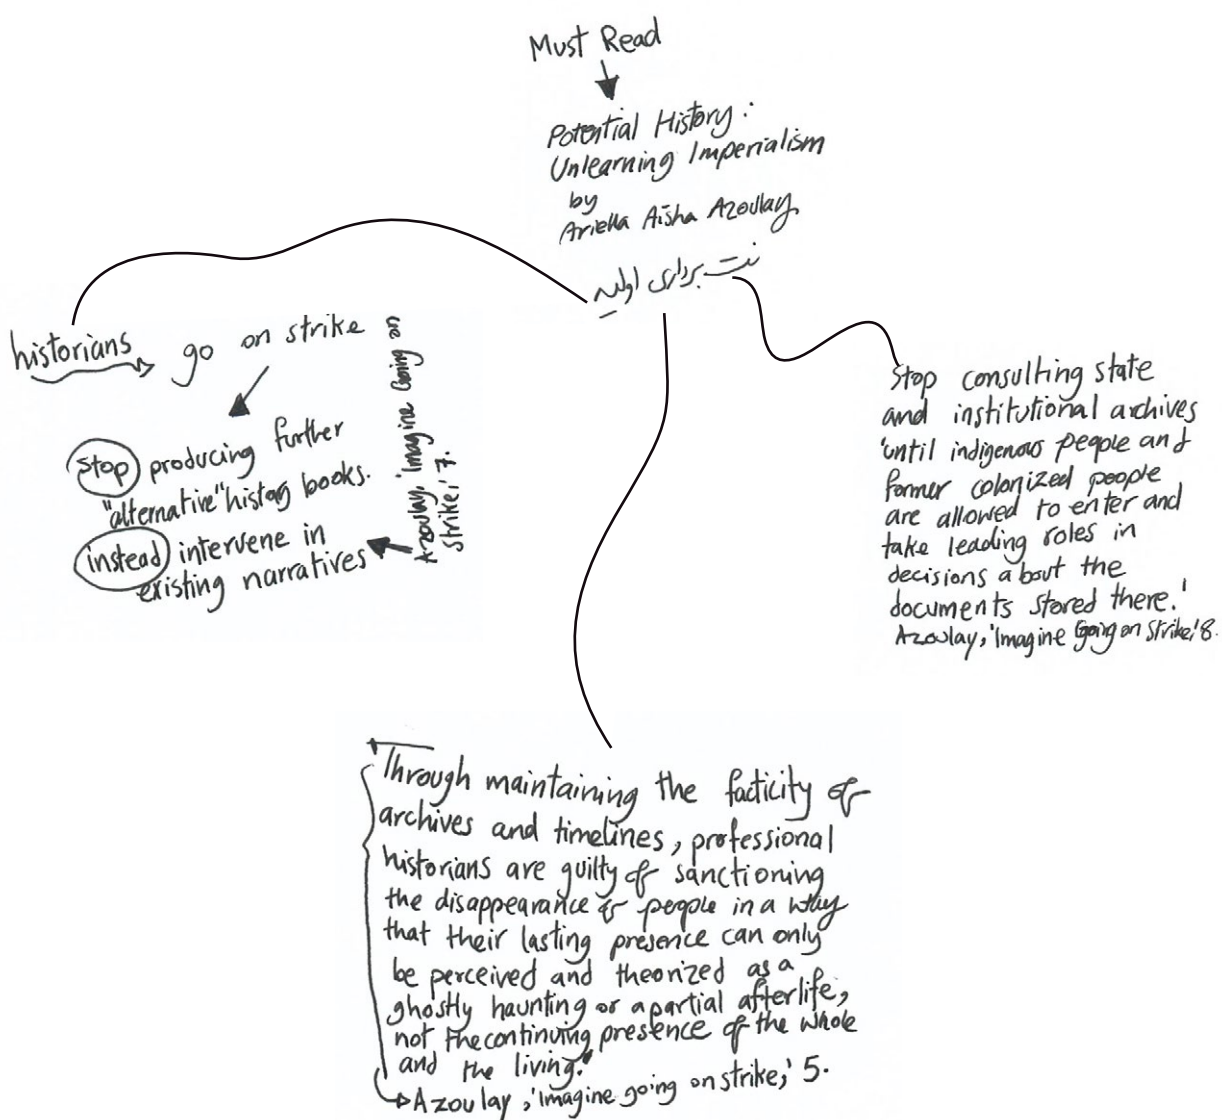 Must Read
Potential History:
Unlearning Imperialism
by
Ariella Aïsha Azoulay
نت برداری اولیه
historians go on strike
stop producing further
"alternative" history books.
instead intervene in
existing narratives
Azoulay, 'Imagine Going on
Strike,' 7.
Stop consulting state
and institutional archives
'until indigenous people and
former colonized people
are allowed to enter and
take leading roles in
decisions about the
documents stored there.'
Azoulay, 'Imagine Going on Strike,' 8.
"Through maintaining the facticity of
archives and timelines, professional
historians are guilty of sanctioning
the disappearance of people in a way
that their lasting presence can only
be perceived and theorized as a
ghostly haunting or a partial afterlife,
not the continuing presence of the whole
and the living."
Azoulay, 'Imagine going on strike,' 5.